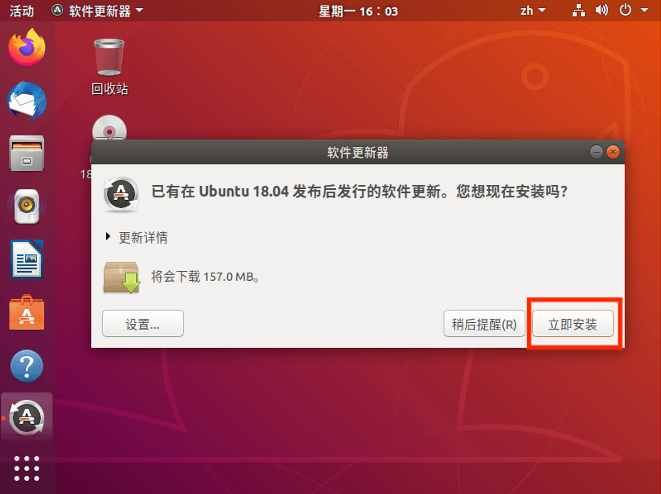 活动
软件更新器
星期一 16:03
zh
回收站
18
软件更新器
已有在 Ubuntu 18.04 发布后发行的软件更新。您想现在安装吗?
更新详情
将会下载 157.0 MB。
设置...
稍后提醒(R)
立即安装